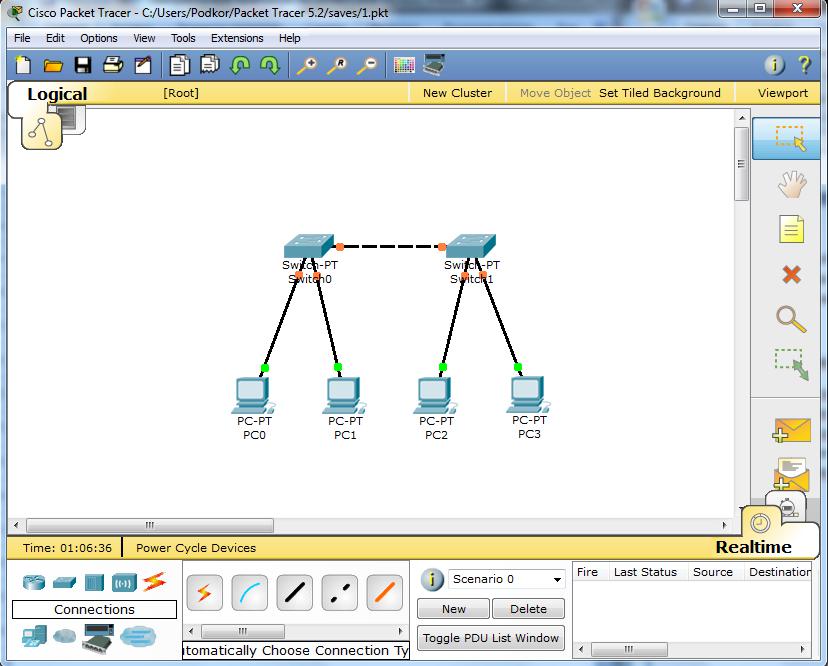 Cisco Packet Tracer - C:/Users/Podkor/Packet Tracer 5.2/saves/1.pkt
File Edit Options View Tools Extensions Help
Logical [Root] New Cluster Move Object Set Tiled Background Viewport
Switch-PT
Switch0
Switch-PT
Switch1
PC-PT
PC0
PC-PT
PC1
PC-PT
PC2
PC-PT
PC3
Time: 01:06:36 Power Cycle Devices Realtime
Connections
utomatically Choose Connection Ty
Scenario 0
New Delete
Toggle PDU List Window
Fire Last Status Source Destination